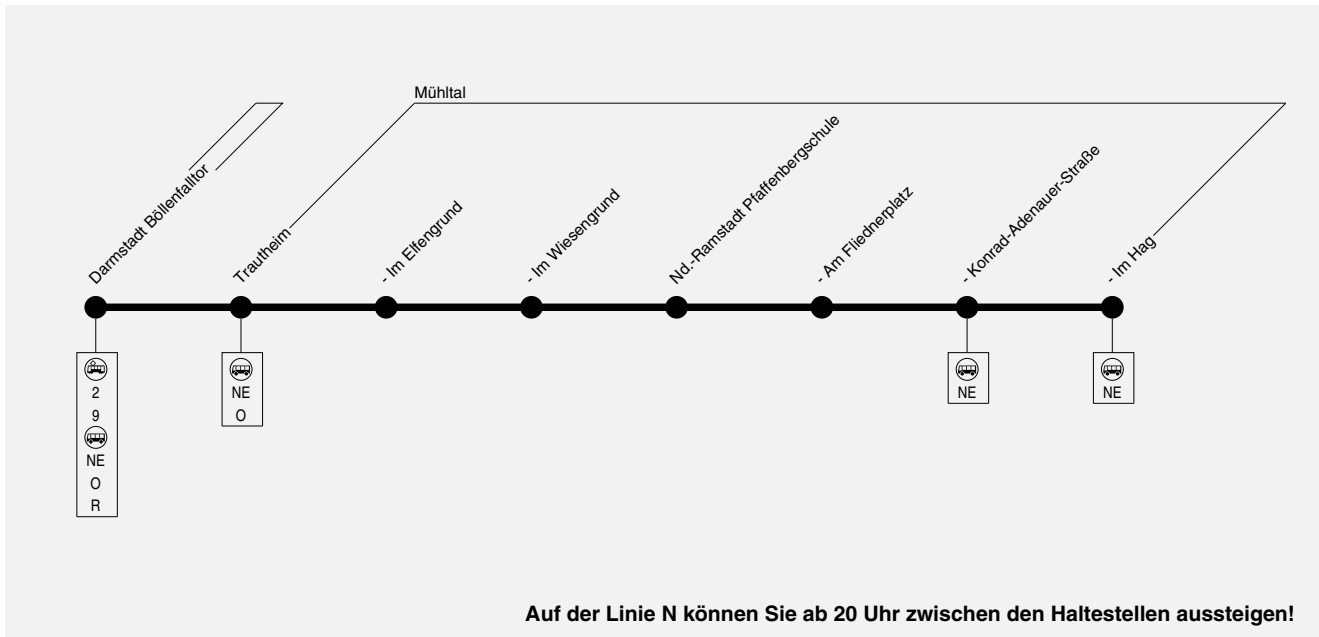 Mühltal
Darmstadt Böllenfalltor
Trautheim
- Im Elfengrund
- Im Wiesengrund
Nd.-Ramstadt Pfaffenbergschule
- Am Fliednerplatz
- Konrad-Adenauer-Straße
- Im Hag
2
9
NE
O
R
NE
O
NE
NE
Auf der Linie N können Sie ab 20 Uhr zwischen den Haltestellen aussteigen!